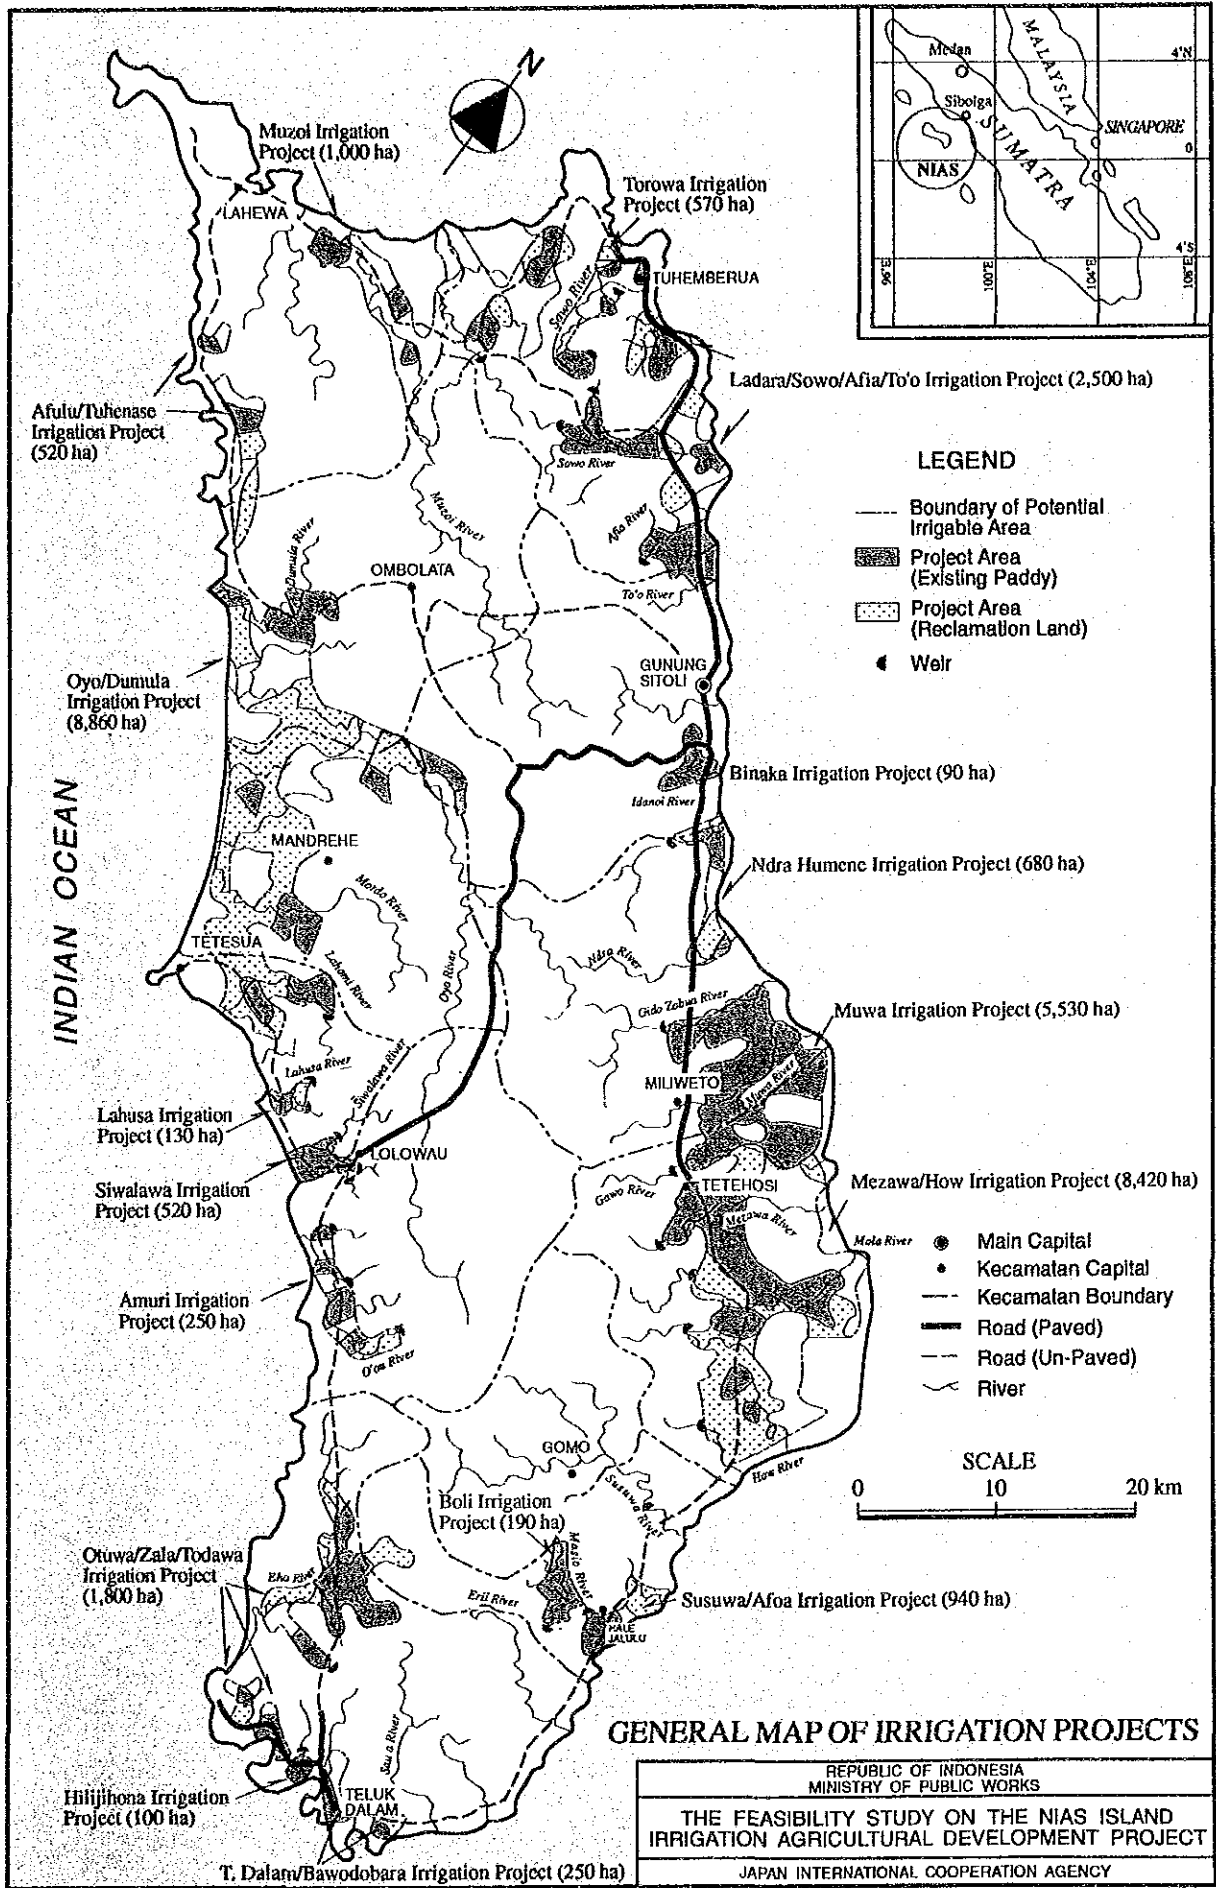 N
Medan
MALAYSIA
4°N
Sibolga
SUMATRA
SINGAPORE
0
NIAS
4°S
96°E
100°E
104°E
106°E
Muzoi Irrigation
Project (1,000 ha)
Torowa Irrigation
Project (570 ha)
LAHEWA
TUHEMBERUA
Sowo River
Ladara/Sowo/Afia/To'o Irrigation Project (2,500 ha)
Afulu/Tuhenase
Irrigation Project
(520 ha)
Sowo River
LEGEND
Boundary of Potential
Irrigable Area
Project Area
(Existing Paddy)
Project Area
(Reclamation Land)
Weir
Muzoi River
Afia River
Dumula River
OMBOLATA
To'o River
GUNUNG
SITOLI
Oyo/Dumula
Irrigation Project
(8,860 ha)
Binaka Irrigation Project (90 ha)
Idanoi River
INDIAN OCEAN
MANDREHE
Ndra Humene Irrigation Project (680 ha)
Moido River
TETESUA
Lahomi River
Oyo River
Ndra River
Gido Zabua River
Muwa Irrigation Project (5,530 ha)
Lahusa River
Siwalawa River
MILIWETO
Muwa River
Lahusa Irrigation
Project (130 ha)
LOLOWAU
Siwalawa Irrigation
Project (520 ha)
Gawo River
TETEHOSI
Mezawa/How Irrigation Project (8,420 ha)
Mezawa River
Mola River
Main Capital
Kecamatan Capital
Kecamatan Boundary
Road (Paved)
Road (Un-Paved)
River
Amuri Irrigation
Project (250 ha)
O'ou River
GOMO
How River
SCALE
0 10 20 km
Susuwa River
Boli Irrigation
Project (190 ha)
Masio River
Otuwa/Zala/Todawa
Irrigation Project
(1,800 ha)
Eho River
Eril River
Susuwa/Afoa Irrigation Project (940 ha)
HALE
JALULU
Sua'a River
GENERAL MAP OF IRRIGATION PROJECTS
REPUBLIC OF INDONESIA
MINISTRY OF PUBLIC WORKS
Hilijihona Irrigation
Project (100 ha)
TELUK
DALAM
THE FEASIBILITY STUDY ON THE NIAS ISLAND
IRRIGATION AGRICULTURAL DEVELOPMENT PROJECT
T. Dalam/Bawodobara Irrigation Project (250 ha)
JAPAN INTERNATIONAL COOPERATION AGENCY